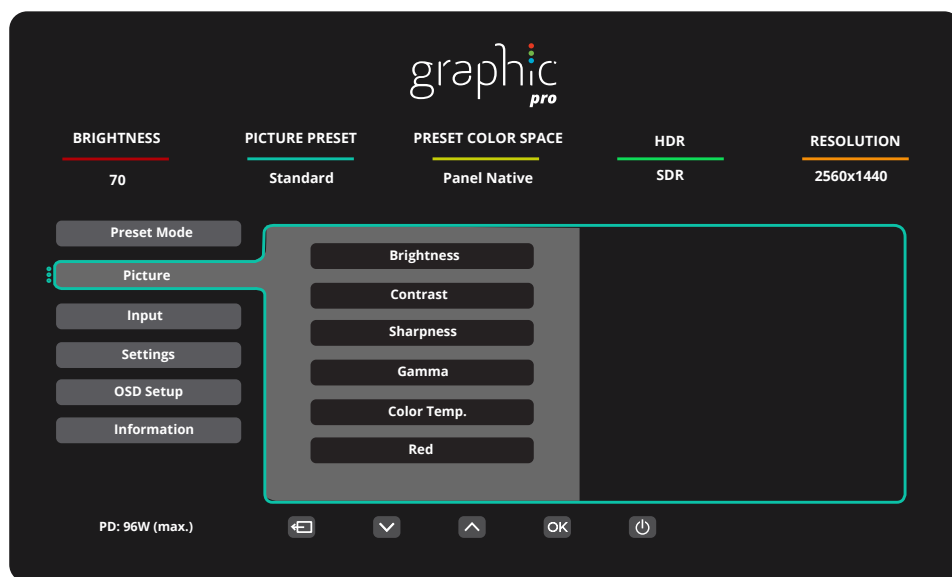 graphic
pro
BRIGHTNESS
PICTURE PRESET
PRESET COLOR SPACE
HDR
RESOLUTION
70
Standard
Panel Native
SDR
2560x1440
Preset Mode
Picture
Input
Settings
OSD Setup
Information
Brightness
Contrast
Sharpness
Gamma
Color Temp.
Red
PD: 96W (max.)
OK